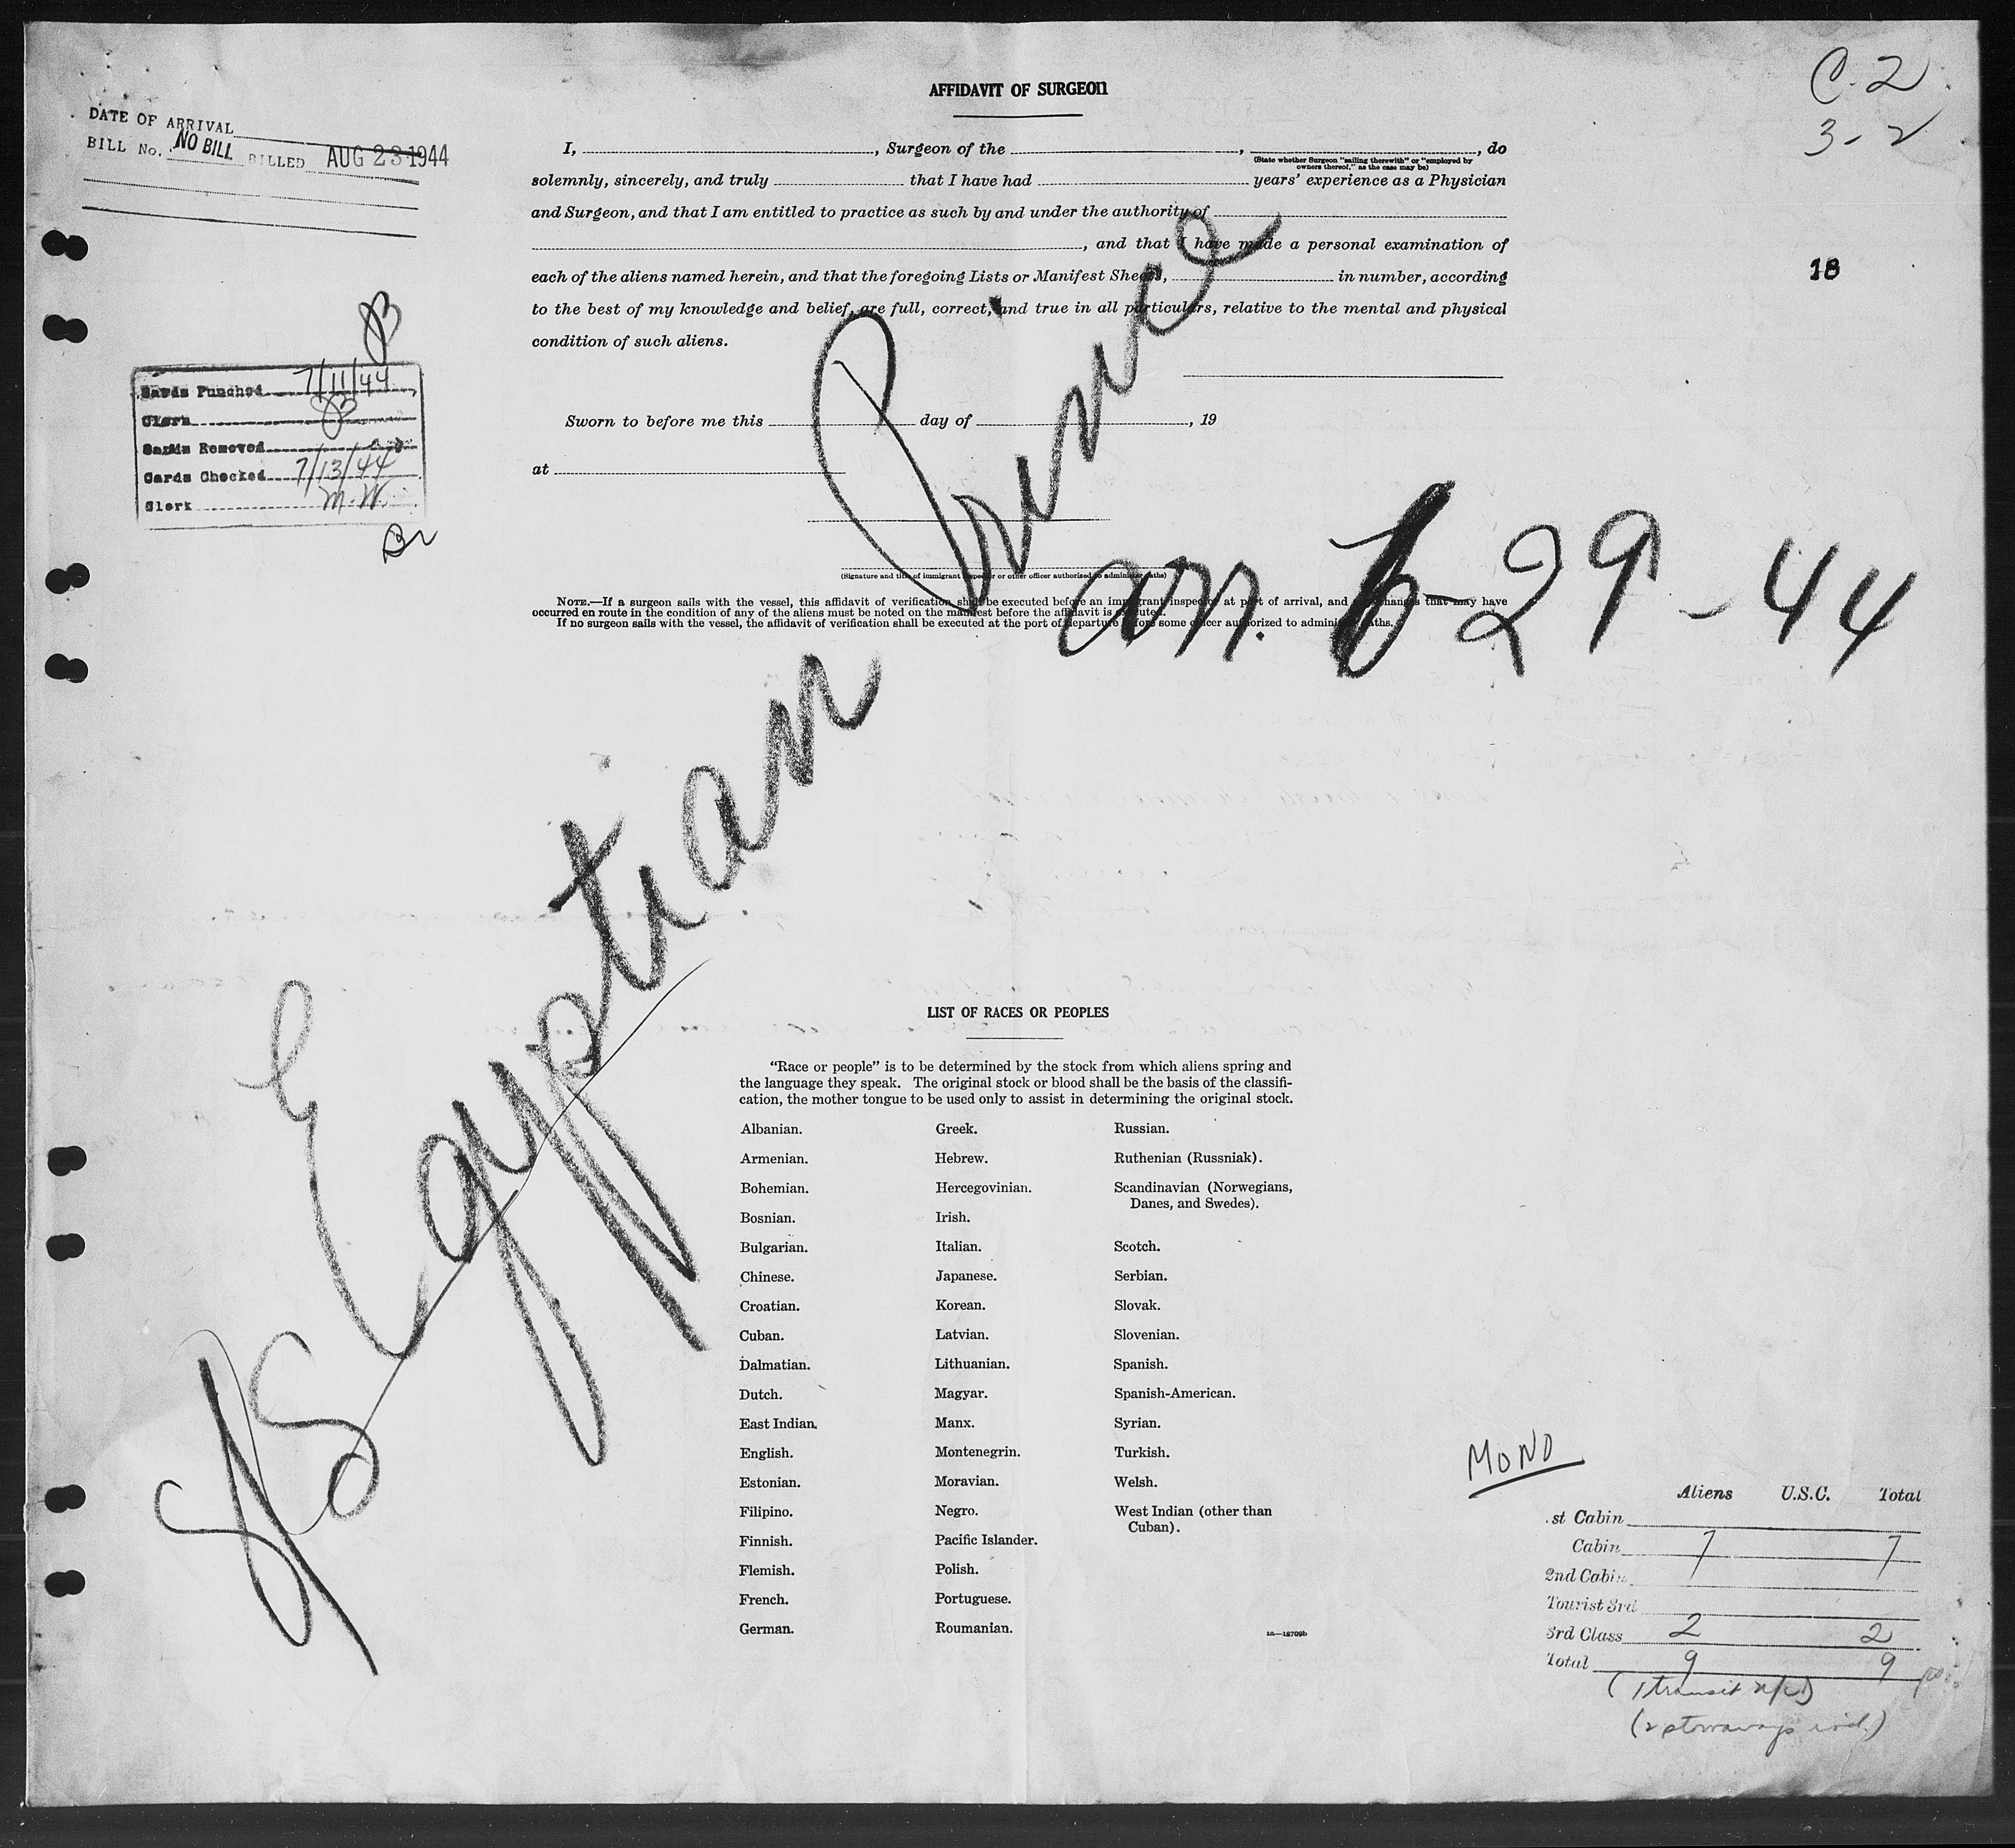 AFFIDAVIT OF SURGEON
C-2
3-2
18
DATE OF ARRIVAL
BILL No. NO BILL BILLED AUG 23 1944
I, , Surgeon of the , , do
(State whether Surgeon "sailing therewith" or "employed by
owners thereof," as the case may be)
solemnly, sincerely, and truly that I have had years' experience as a Physician
and Surgeon, and that I am entitled to practice as such by and under the authority of
, and that I have made a personal examination of
each of the aliens named herein, and that the foregoing Lists or Manifest Sheets, in number, according
to the best of my knowledge and belief, are full, correct, and true in all particulars, relative to the mental and physical
condition of such aliens.
Sworn to before me this day of , 19
at
(Signature and title of immigrant inspector or other officer authorized to administer oaths)
NOTE.—If a surgeon sails with the vessel, this affidavit of verification shall be executed before an immigrant inspector at port of arrival, and any changes that may have
occurred en route in the condition of any of the aliens must be noted on the manifest before the affidavit is executed.
If no surgeon sails with the vessel, the affidavit of verification shall be executed at the port of departure before some officer authorized to administer oaths.
Cards Punched 7/11/44
Clerk
Cards Removed
Cards Checked 7/13/44
Clerk M.W.
S/S Egyptian Prince
arr. 6-29-44
LIST OF RACES OR PEOPLES
"Race or people" is to be determined by the stock from which aliens spring and
the language they speak. The original stock or blood shall be the basis of the classifi-
cation, the mother tongue to be used only to assist in determining the original stock.
Albanian. Greek. Russian.
Armenian. Hebrew. Ruthenian (Russniak).
Bohemian. Hercegovinian. Scandinavian (Norwegians,
Danes, and Swedes).
Bosnian. Irish.
Bulgarian. Italian. Scotch.
Chinese. Japanese. Serbian.
Croatian. Korean. Slovak.
Cuban. Latvian. Slovenian.
Dalmatian. Lithuanian. Spanish.
Dutch. Magyar. Spanish-American.
East Indian. Manx. Syrian.
English. Montenegrin. Turkish.
Estonian. Moravian. Welsh.
Filipino. Negro. West Indian (other than
Cuban).
Finnish. Pacific Islander.
Flemish. Polish.
French. Portuguese.
German. Roumanian.
16—18709b
MOND
Aliens U.S.C. Total
st Cabin
Cabin 7 7
2nd Cabin
Tourist 3rd
3rd Class 2 2
Total 9 9
(1 transit
(2 stowaways incl.)